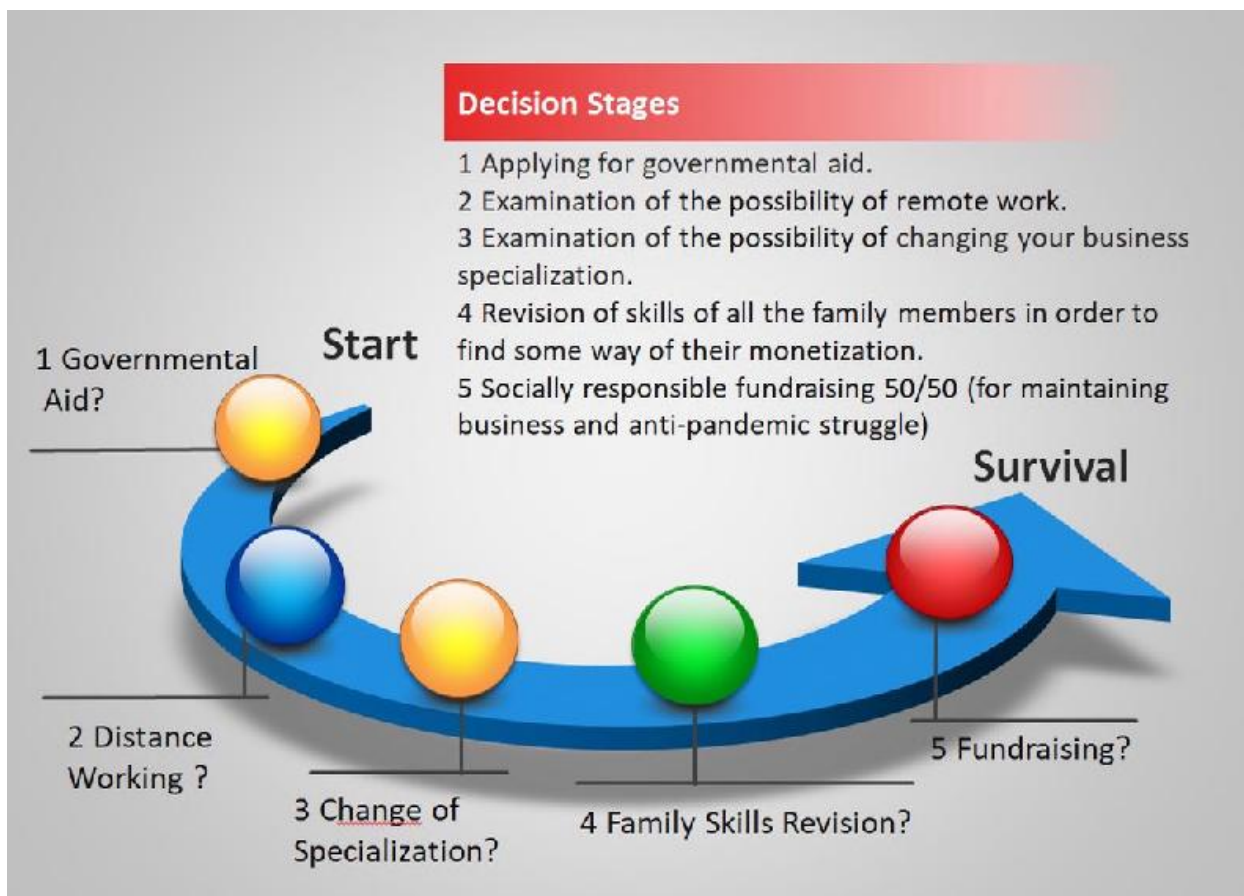 Decision Stages
1 Applying for governmental aid.
2 Examination of the possibility of remote work.
3 Examination of the possibility of changing your business
specialization.
4 Revision of skills of all the family members in order to
find some way of their monetization.
5 Socially responsible fundraising 50/50 (for maintaining
business and anti-pandemic struggle)
Start
1 Governmental
Aid?
Survival
2 Distance
Working ?
3 Change of
Specialization?
4 Family Skills Revision?
5 Fundraising?